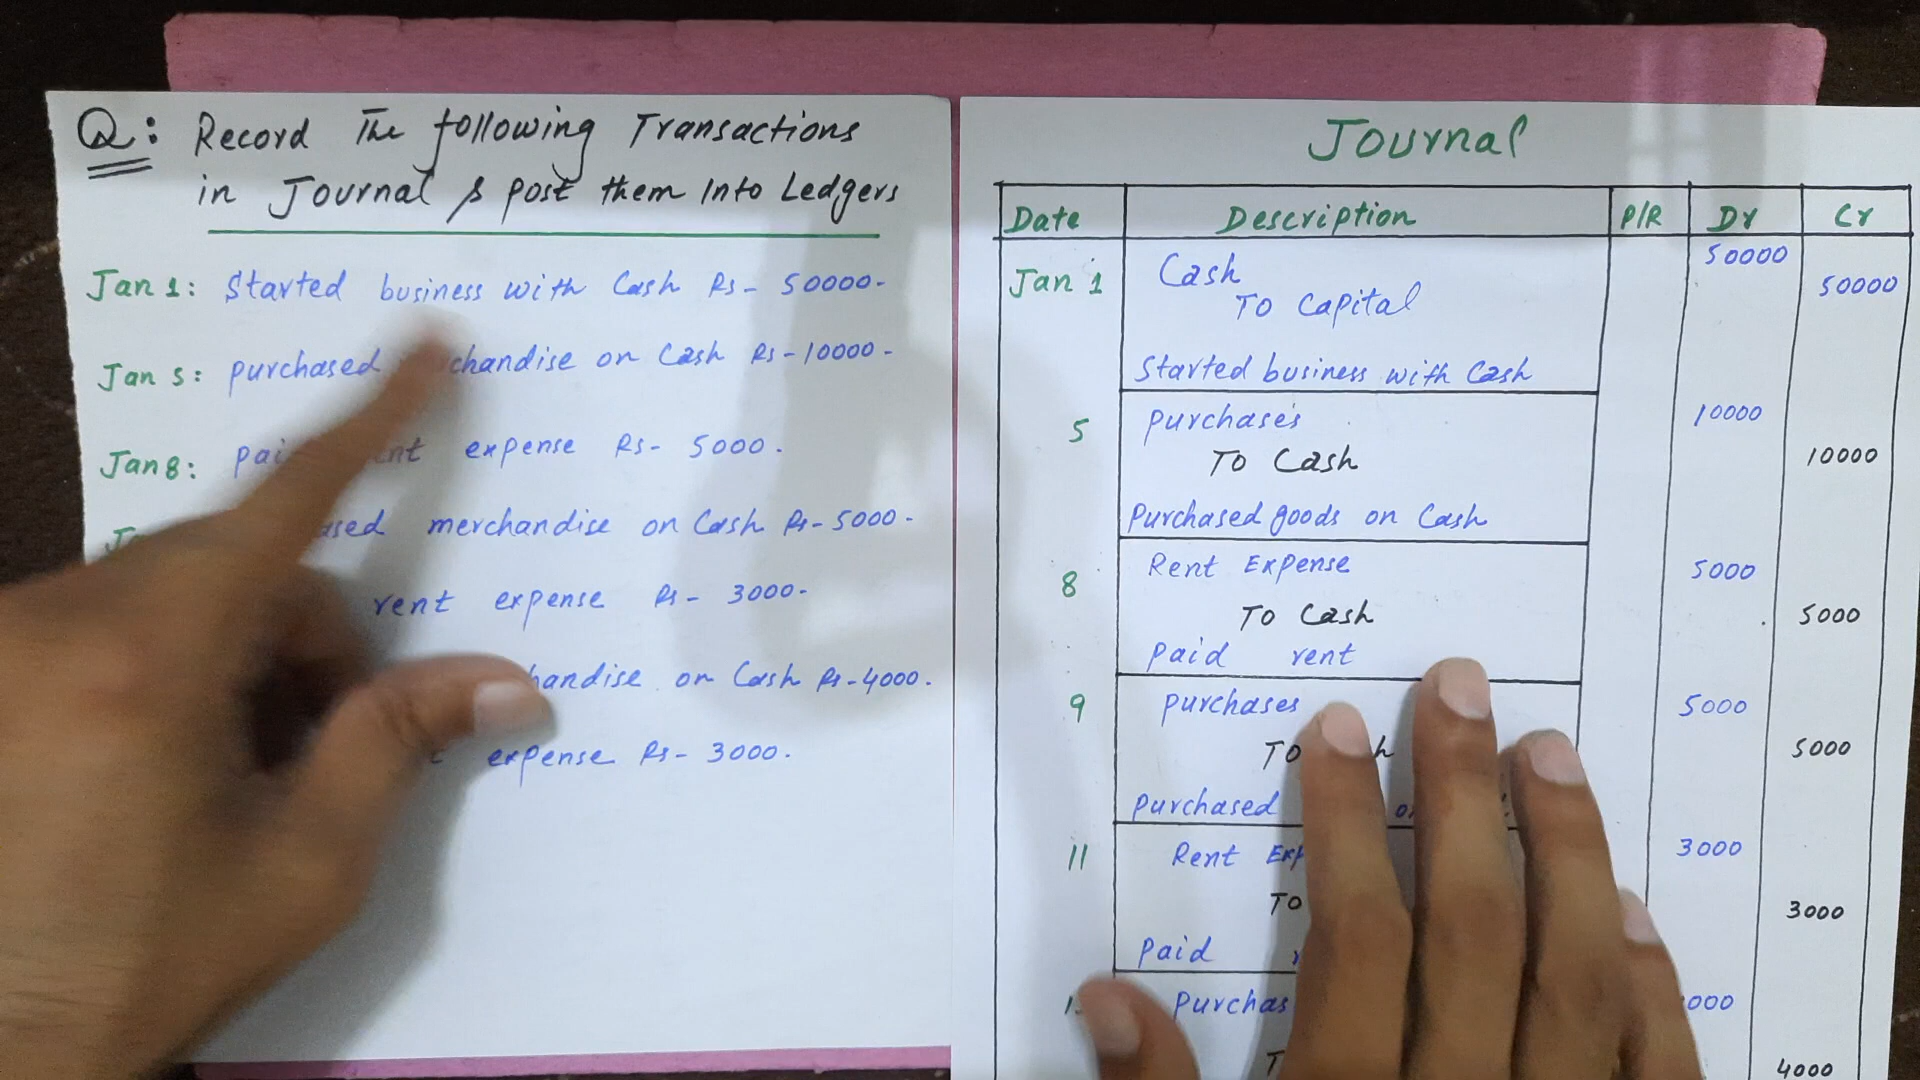 Q: Record The following Transactions
in Journal & post them Into Ledgers
Jan 1: Started business with Cash Rs- 50000-
Jan 5: purchased chandise on Cash Rs-10000-
Jan 8: pai nt expense Rs- 5000.
ased merchandise on Cash Rs-5000-
rent expense Rs- 3000-
handise on Cash Rs-4000.
expense Rs- 3000.
Journal
Date Description P/R Dr Cr
Jan 1 Cash 50000
To Capital 50000
Started business with Cash
5 purchases 10000
To Cash 10000
Purchased goods on Cash
8 Rent Expense 5000
To Cash 5000
Paid rent
9 purchases 5000
To h 5000
purchased
11 Rent Exp 3000
To 3000
Paid
Purchas 000
T 4000